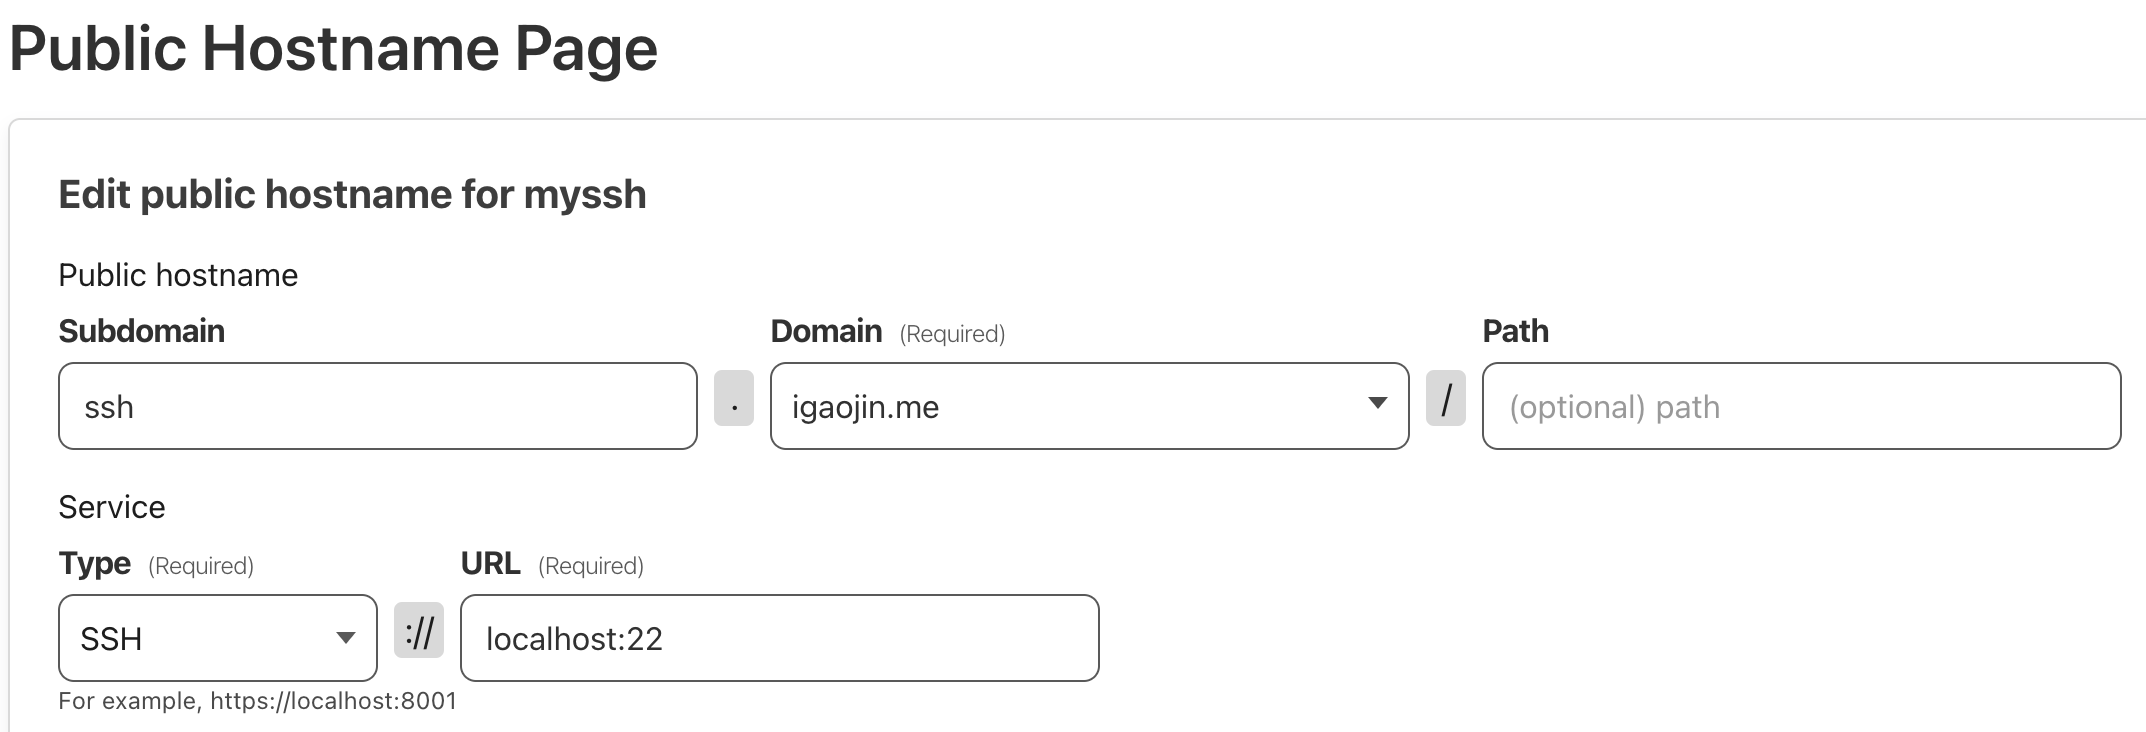 Public Hostname Page
Edit public hostname for myssh
Public hostname
Subdomain Domain (Required) Path
ssh . igaojin.me / (optional) path
Service
Type (Required) URL (Required)
SSH :// localhost:22
For example, https://localhost:8001